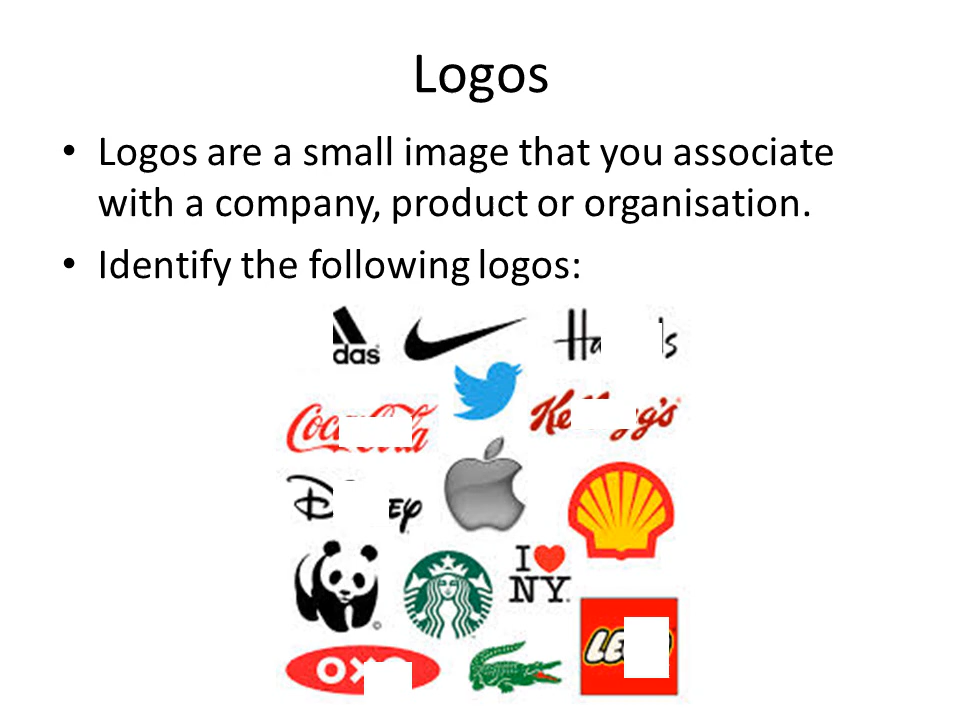 Logos
• Logos are a small image that you associate
with a company, product or organisation.
• Identify the following logos:
das
I ❤
NY.